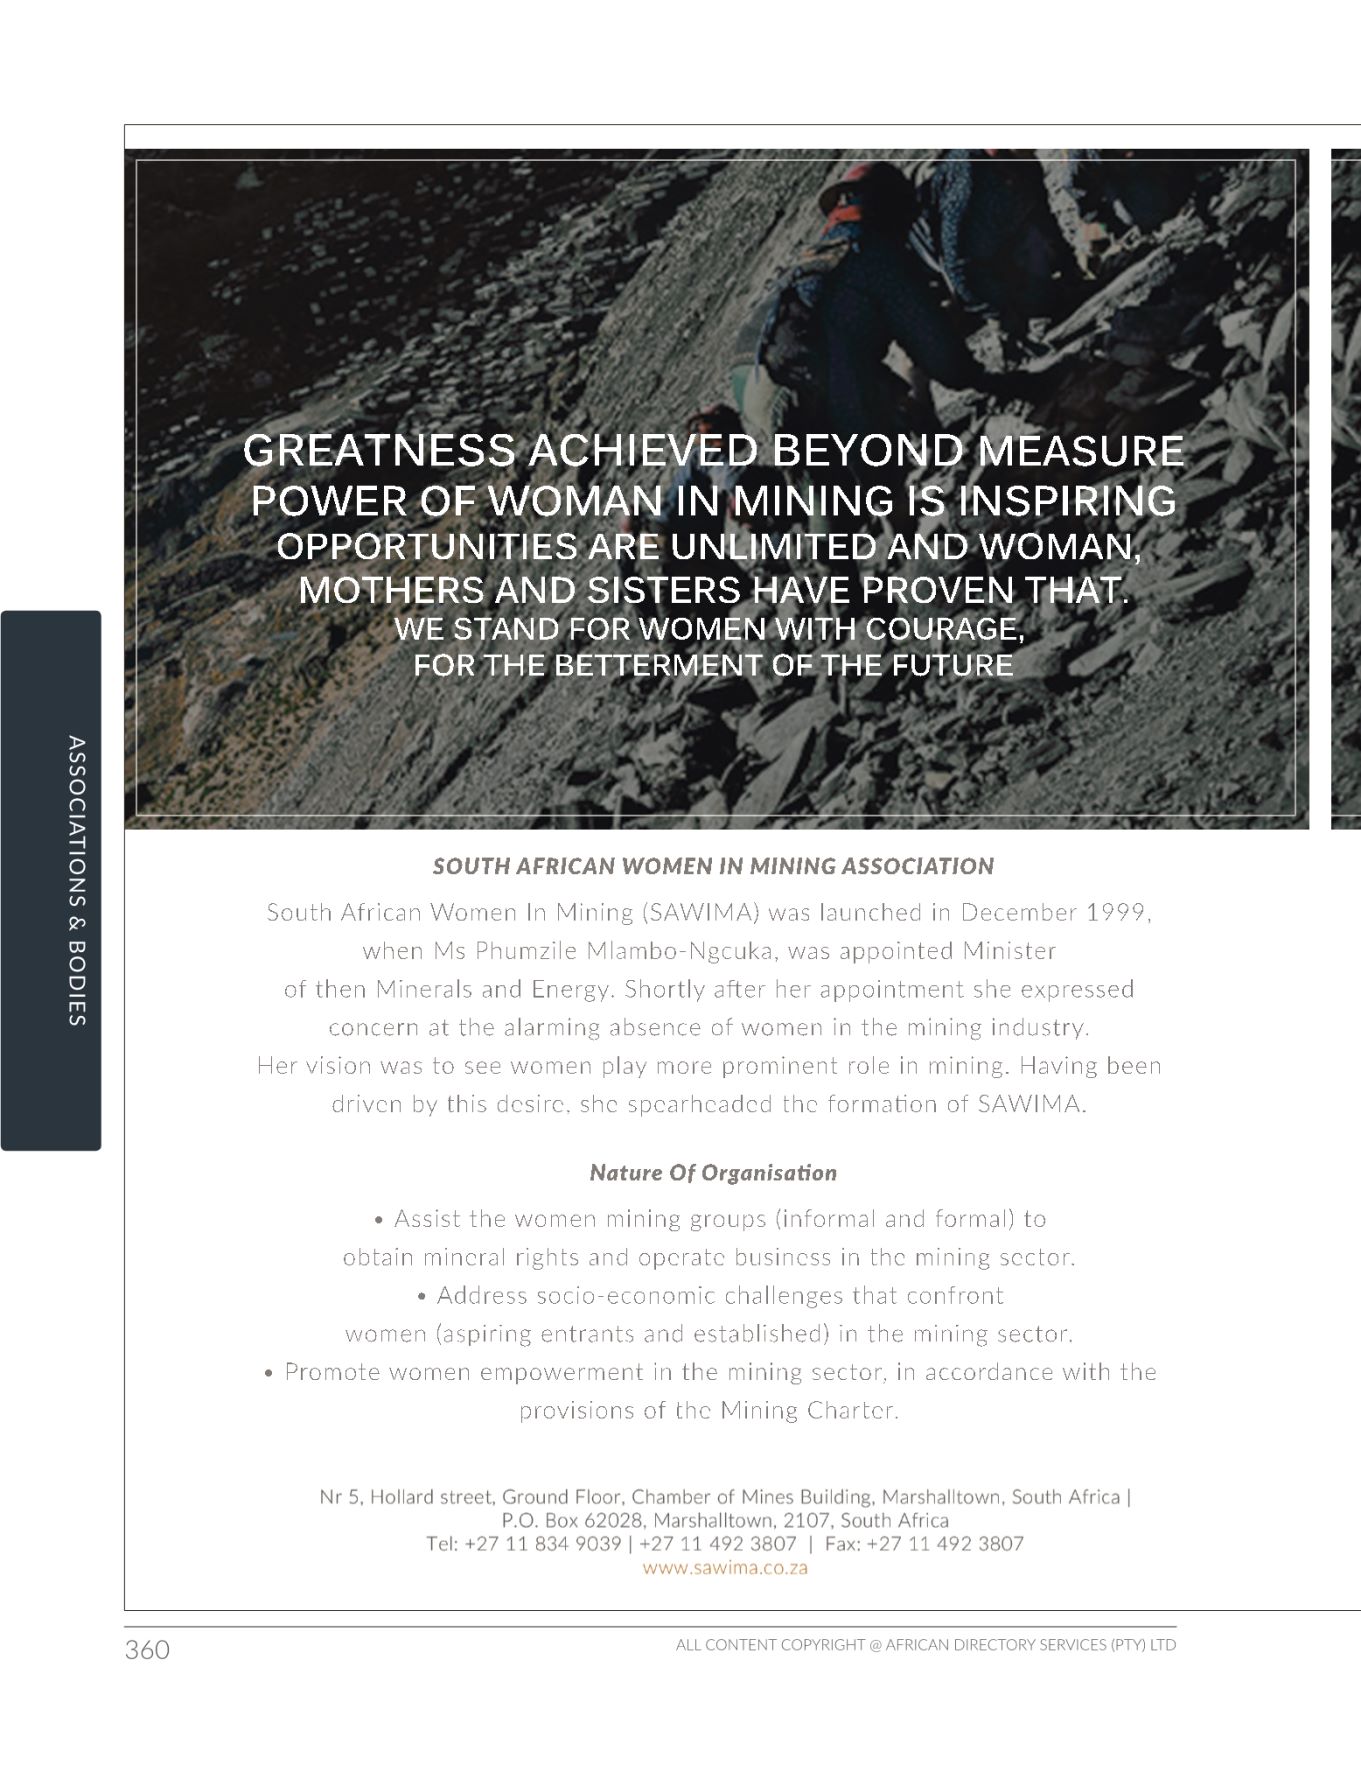 GREATNESS ACHIEVED BEYOND MEASURE
POWER OF WOMAN IN MINING IS INSPIRING
OPPORTUNITIES ARE UNLIMITED AND WOMAN,
MOTHERS AND SISTERS HAVE PROVEN THAT.
WE STAND FOR WOMEN WITH COURAGE,
FOR THE BETTERMENT OF THE FUTURE
ASSOCIATIONS & BODIES
SOUTH AFRICAN WOMEN IN MINING ASSOCIATION
South African Women In Mining (SAWIMA) was launched in December 1999,
when Ms Phumzile Mlambo-Ngcuka, was appointed Minister
of then Minerals and Energy. Shortly after her appointment she expressed
concern at the alarming absence of women in the mining industry.
Her vision was to see women play more prominent role in mining. Having been
driven by this desire, she spearheaded the formation of SAWIMA.
Nature Of Organisation
• Assist the women mining groups (informal and formal) to
obtain mineral rights and operate business in the mining sector.
• Address socio-economic challenges that confront
women (aspiring entrants and established) in the mining sector.
• Promote women empowerment in the mining sector, in accordance with the
provisions of the Mining Charter.
Nr 5, Hollard street, Ground Floor, Chamber of Mines Building, Marshalltown, South Africa |
P.O. Box 62028, Marshalltown, 2107, South Africa
Tel: +27 11 834 9039 | +27 11 492 3807 | Fax: +27 11 492 3807
www.sawima.co.za
360
ALL CONTENT COPYRIGHT @ AFRICAN DIRECTORY SERVICES (PTY) LTD